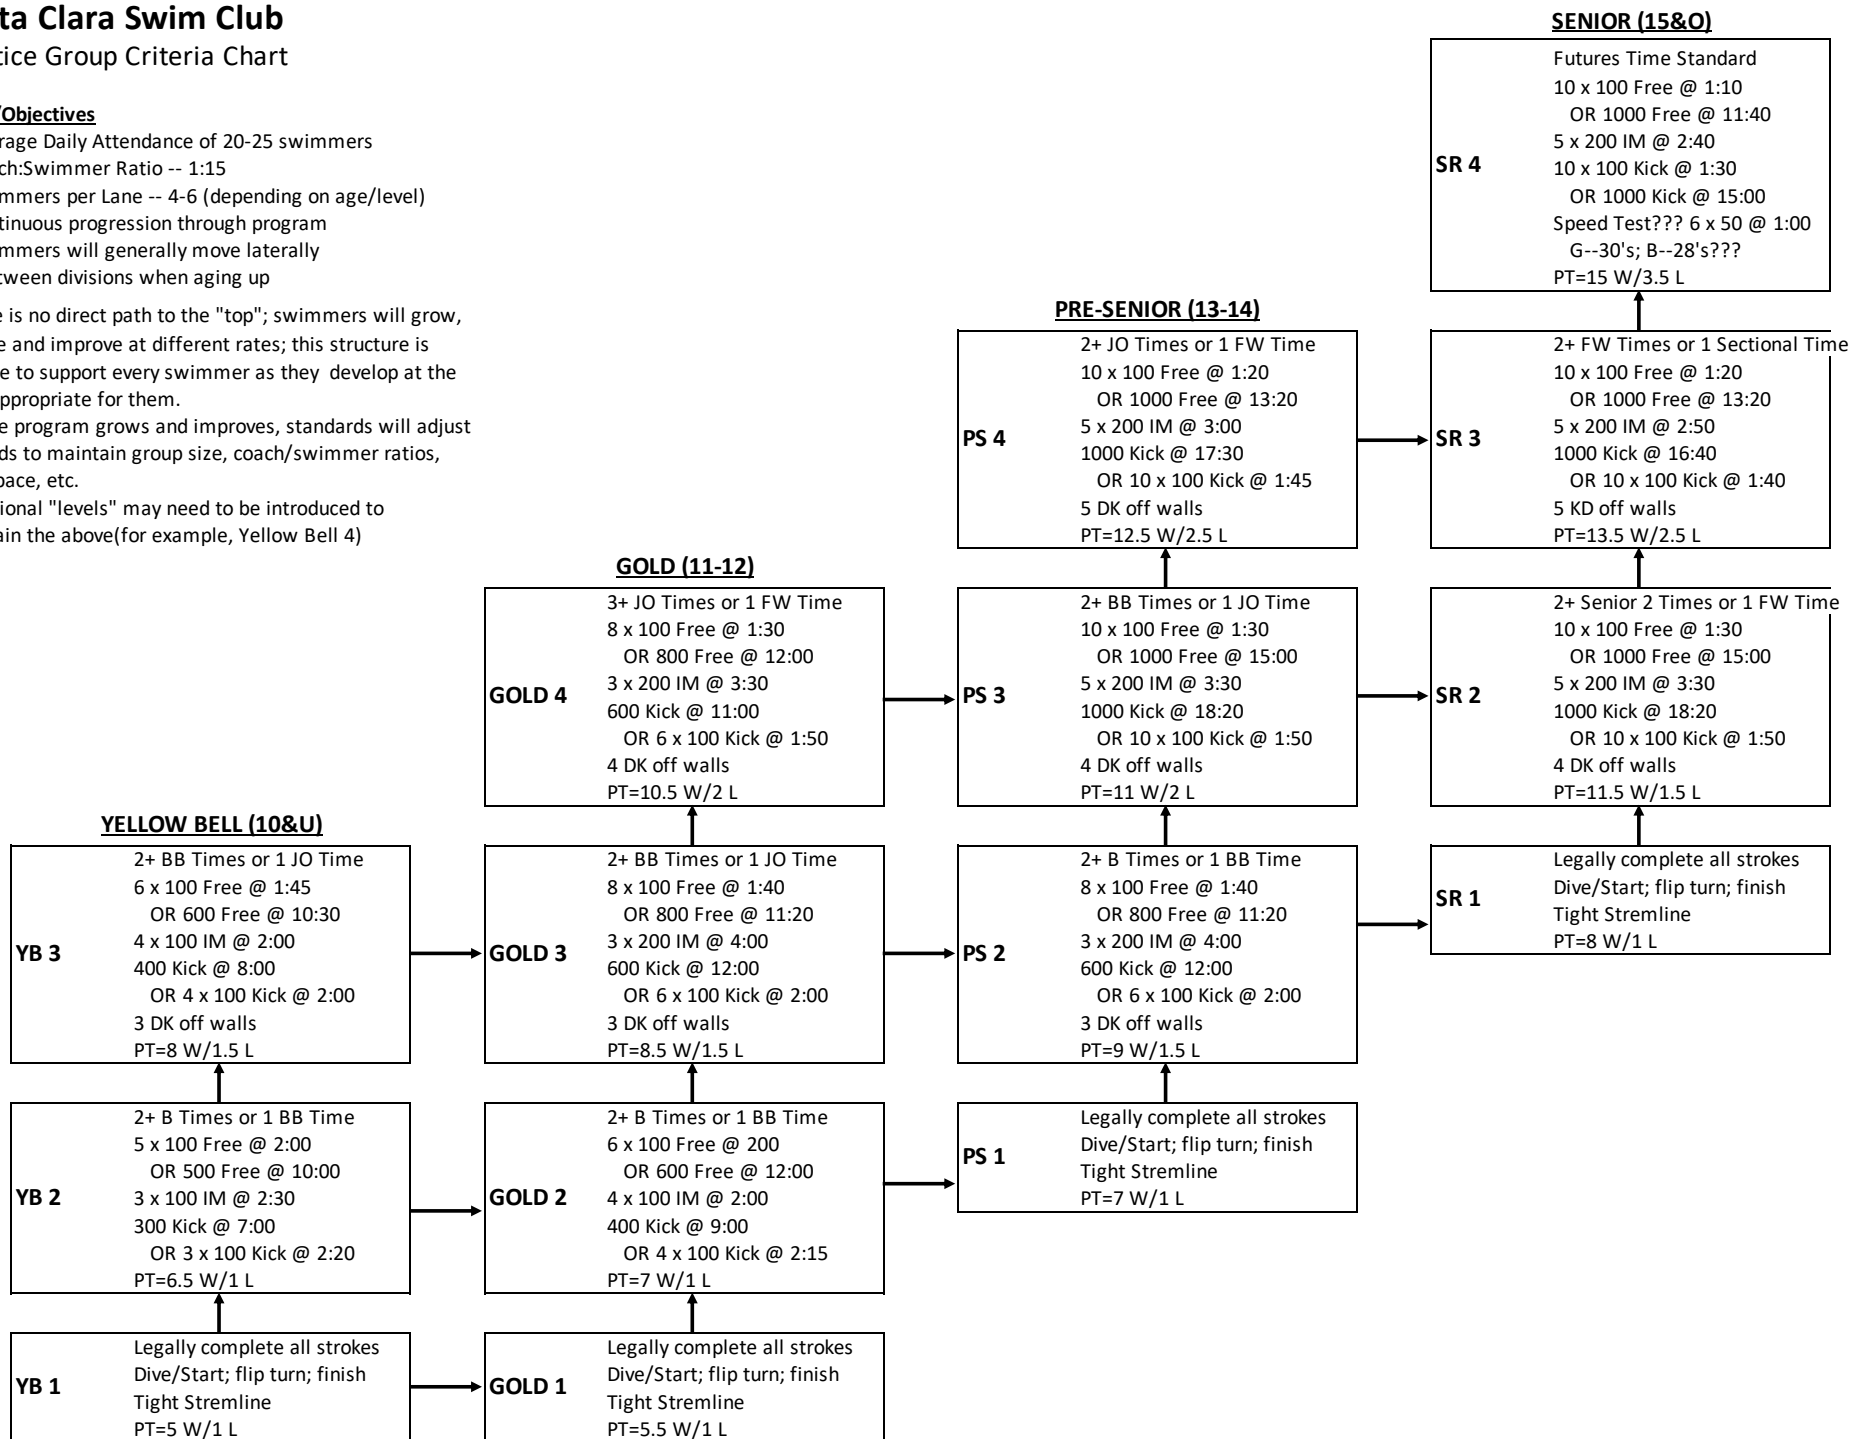 ta Clara Swim Club
tice Group Criteria Chart
/Objectives
rage Daily Attendance of 20-25 swimmers
ch:Swimmer Ratio -- 1:15
mmers per Lane -- 4-6 (depending on age/level)
tinuous progression through program
mmers will generally move laterally
tween divisions when aging up
e is no direct path to the "top"; swimmers will grow,
e and improve at different rates; this structure is
e to support every swimmer as they develop at the
ppropriate for them.
e program grows and improves, standards will adjust
ds to maintain group size, coach/swimmer ratios,
pace, etc.
ional "levels" may need to be introduced to
ain the above(for example, Yellow Bell 4)
SENIOR (15&O)
SR 4
Futures Time Standard
10 x 100 Free @ 1:10
OR 1000 Free @ 11:40
5 x 200 IM @ 2:40
10 x 100 Kick @ 1:30
OR 1000 Kick @ 15:00
Speed Test??? 6 x 50 @ 1:00
G--30's; B--28's???
PT=15 W/3.5 L
PRE-SENIOR (13-14)
PS 4
2+ JO Times or 1 FW Time
10 x 100 Free @ 1:20
OR 1000 Free @ 13:20
5 x 200 IM @ 3:00
1000 Kick @ 17:30
OR 10 x 100 Kick @ 1:45
5 DK off walls
PT=12.5 W/2.5 L
SR 3
2+ FW Times or 1 Sectional Time
10 x 100 Free @ 1:20
OR 1000 Free @ 13:20
5 x 200 IM @ 2:50
1000 Kick @ 16:40
OR 10 x 100 Kick @ 1:40
5 KD off walls
PT=13.5 W/2.5 L
GOLD (11-12)
GOLD 4
3+ JO Times or 1 FW Time
8 x 100 Free @ 1:30
OR 800 Free @ 12:00
3 x 200 IM @ 3:30
600 Kick @ 11:00
OR 6 x 100 Kick @ 1:50
4 DK off walls
PT=10.5 W/2 L
PS 3
2+ BB Times or 1 JO Time
10 x 100 Free @ 1:30
OR 1000 Free @ 15:00
5 x 200 IM @ 3:30
1000 Kick @ 18:20
OR 10 x 100 Kick @ 1:50
4 DK off walls
PT=11 W/2 L
SR 2
2+ Senior 2 Times or 1 FW Time
10 x 100 Free @ 1:30
OR 1000 Free @ 15:00
5 x 200 IM @ 3:30
1000 Kick @ 18:20
OR 10 x 100 Kick @ 1:50
4 DK off walls
PT=11.5 W/1.5 L
YELLOW BELL (10&U)
YB 3
2+ BB Times or 1 JO Time
6 x 100 Free @ 1:45
OR 600 Free @ 10:30
4 x 100 IM @ 2:00
400 Kick @ 8:00
OR 4 x 100 Kick @ 2:00
3 DK off walls
PT=8 W/1.5 L
GOLD 3
2+ BB Times or 1 JO Time
8 x 100 Free @ 1:40
OR 800 Free @ 11:20
3 x 200 IM @ 4:00
600 Kick @ 12:00
OR 6 x 100 Kick @ 2:00
3 DK off walls
PT=8.5 W/1.5 L
PS 2
2+ B Times or 1 BB Time
8 x 100 Free @ 1:40
OR 800 Free @ 11:20
3 x 200 IM @ 4:00
600 Kick @ 12:00
OR 6 x 100 Kick @ 2:00
3 DK off walls
PT=9 W/1.5 L
SR 1
Legally complete all strokes
Dive/Start; flip turn; finish
Tight Stremline
PT=8 W/1 L
YB 2
2+ B Times or 1 BB Time
5 x 100 Free @ 2:00
OR 500 Free @ 10:00
3 x 100 IM @ 2:30
300 Kick @ 7:00
OR 3 x 100 Kick @ 2:20
PT=6.5 W/1 L
GOLD 2
2+ B Times or 1 BB Time
6 x 100 Free @ 200
OR 600 Free @ 12:00
4 x 100 IM @ 2:00
400 Kick @ 9:00
OR 4 x 100 Kick @ 2:15
PT=7 W/1 L
PS 1
Legally complete all strokes
Dive/Start; flip turn; finish
Tight Stremline
PT=7 W/1 L
YB 1
Legally complete all strokes
Dive/Start; flip turn; finish
Tight Stremline
PT=5 W/1 L
GOLD 1
Legally complete all strokes
Dive/Start; flip turn; finish
Tight Stremline
PT=5.5 W/1 L